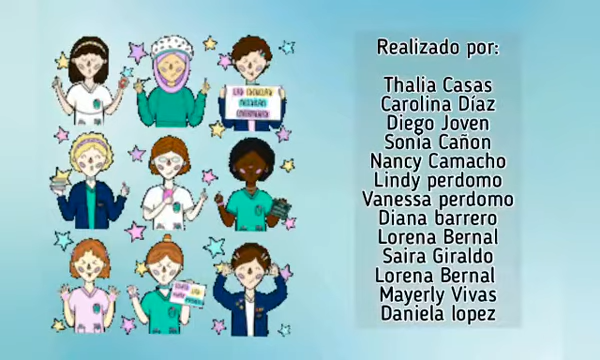 Realizado por:
Thalia Casas
Carolina Díaz
Diego Joven
Sonia Cañon
Nancy Camacho
Lindy perdomo
Vanessa perdomo
Diana barrero
Lorena Bernal
Saira Giraldo
Lorena Bernal
Mayerly Vivas
Daniela lopez